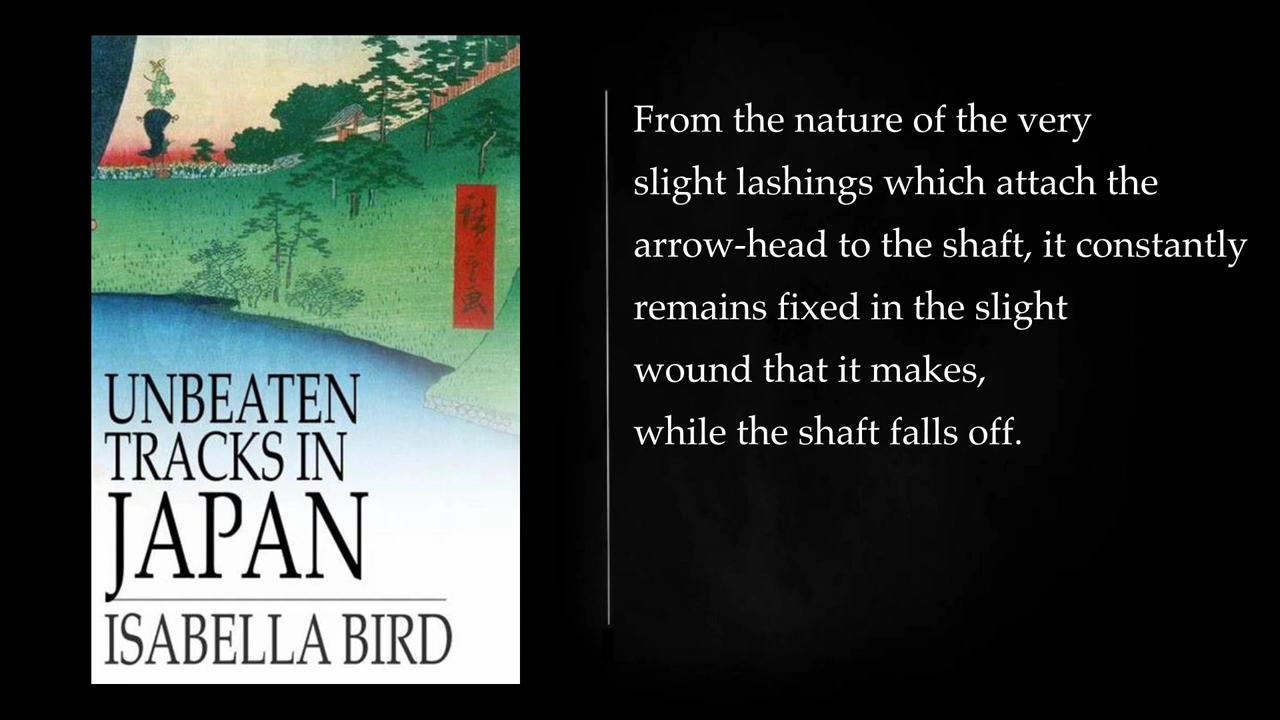 UNBEATEN
TRACKS IN
JAPAN
ISABELLA BIRD
From the nature of the very
slight lashings which attach the
arrow-head to the shaft, it constantly
remains fixed in the slight
wound that it makes,
while the shaft falls off.